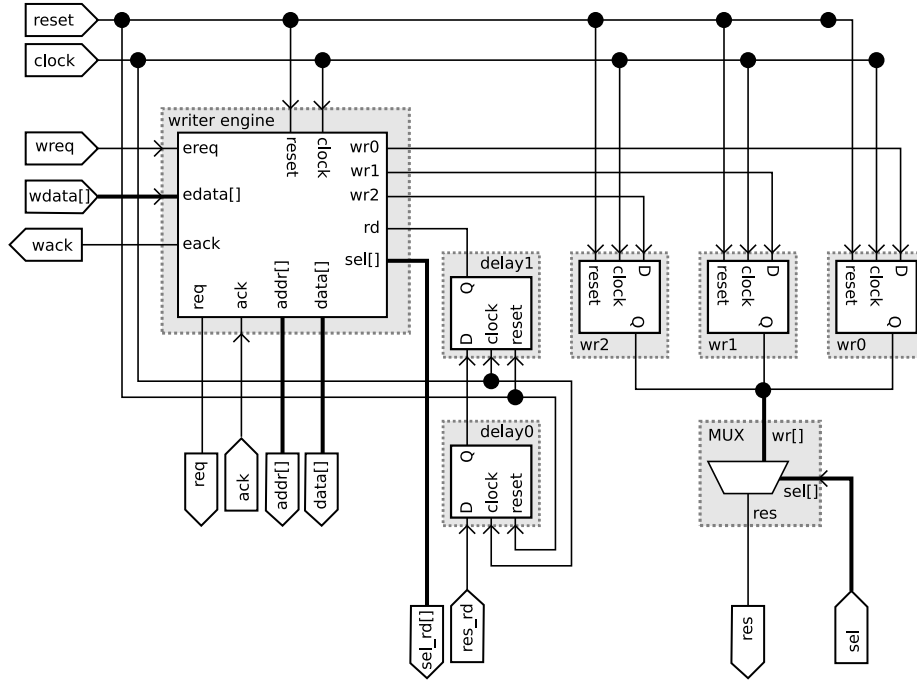 reset
clock
writer engine
wreq
ereq
reset
clock
wr0
wr1
wdata[]
edata[]
wr2
rd
wack
eack
sel[]
req
ack
addr[]
data[]
delay1
Q
D
clock
reset
reset
clock
D
Q
wr2
reset
clock
D
Q
wr1
reset
clock
D
Q
wr0
delay0
Q
D
clock
reset
MUX
wr[]
sel[]
res
req
ack
addr[]
data[]
sel_rd[]
res_rd
res
sel